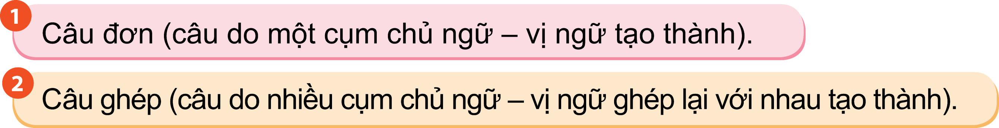 1 Câu đơn (câu do một cụm chủ ngữ – vị ngữ tạo thành).
2 Câu ghép (câu do nhiều cụm chủ ngữ – vị ngữ ghép lại với nhau tạo thành).